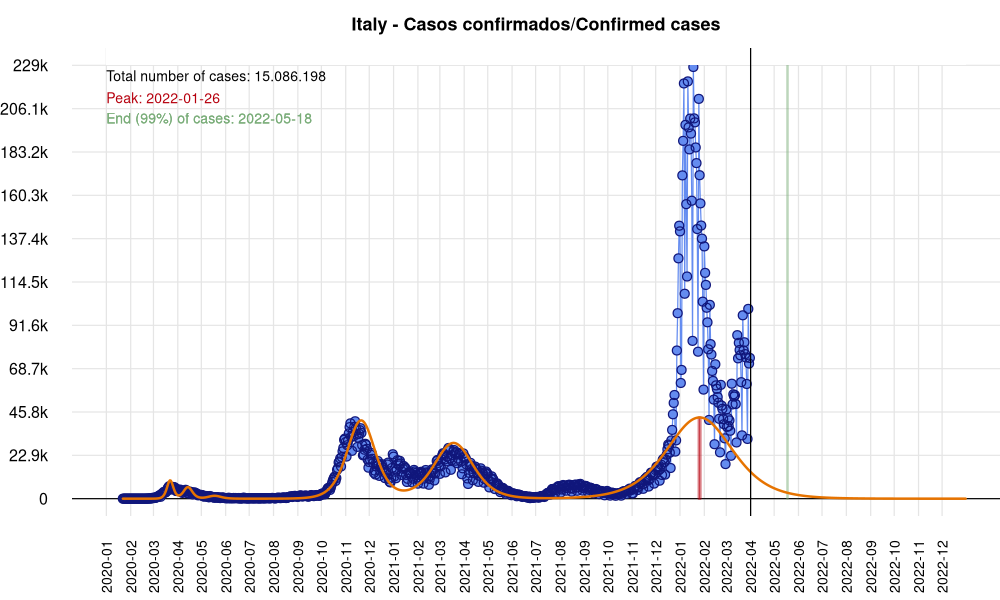 Italy - Casos confirmados/Confirmed cases
Total number of cases: 15.086.198
Peak: 2022-01-26
End (99%) of cases: 2022-05-18
229k
206.1k
183.2k
160.3k
137.4k
114.5k
91.6k
68.7k
45.8k
22.9k
0
2020-01
2020-02
2020-03
2020-04
2020-05
2020-06
2020-07
2020-08
2020-09
2020-10
2020-11
2020-12
2021-01
2021-02
2021-03
2021-04
2021-05
2021-06
2021-07
2021-08
2021-09
2021-10
2021-11
2021-12
2022-01
2022-02
2022-03
2022-04
2022-05
2022-06
2022-07
2022-08
2022-09
2022-10
2022-11
2022-12